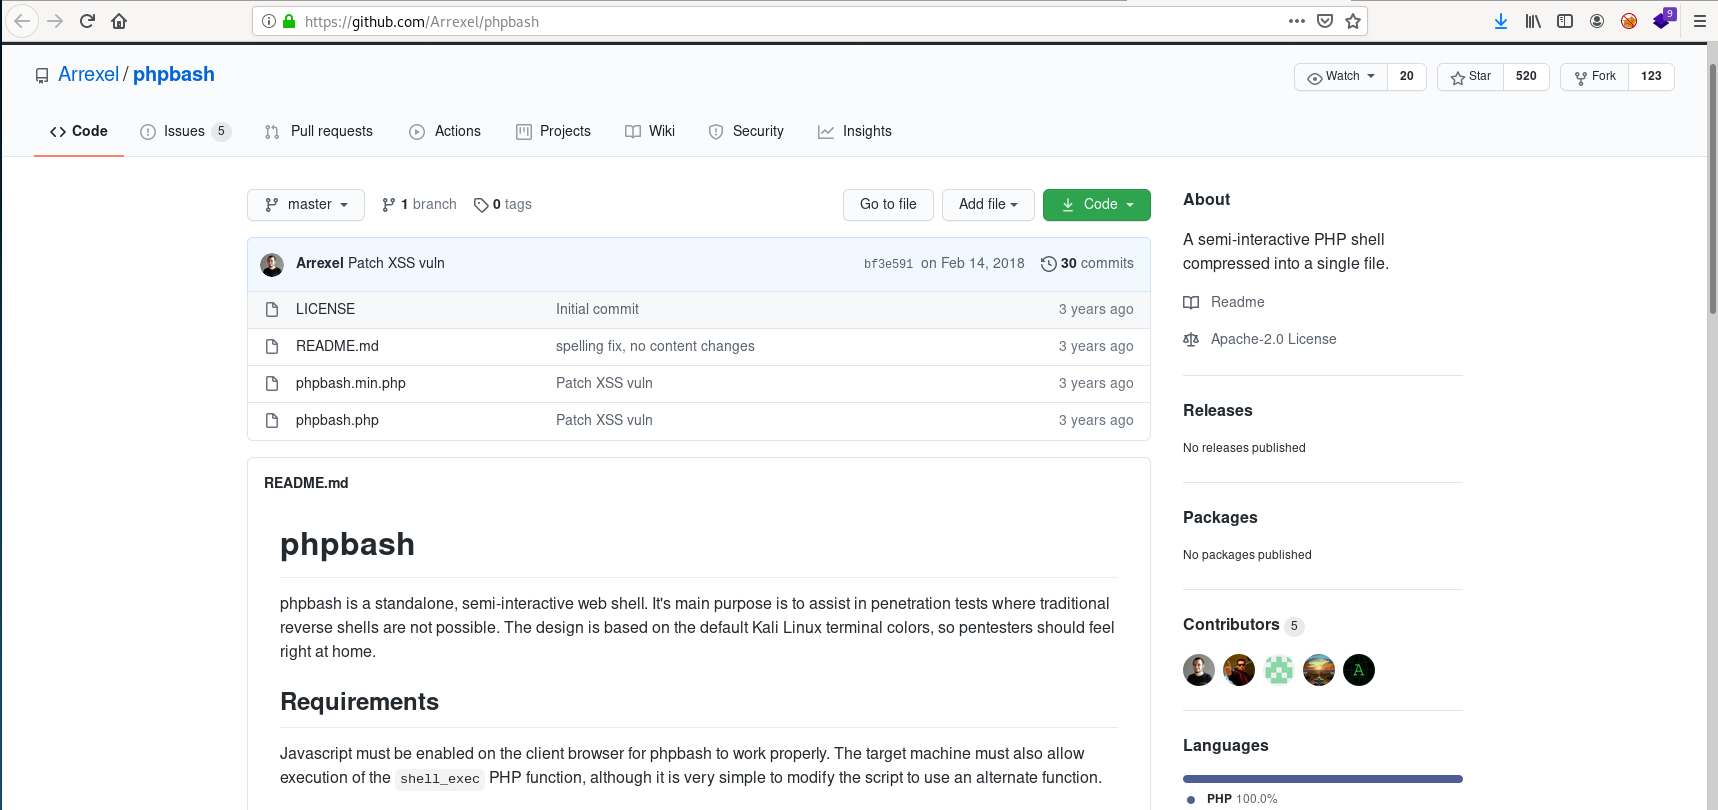 https://github.com/Arrexel/phpbash
9
Arrexel / phpbash
Watch 20 Star 520 Fork 123
Code Issues 5 Pull requests Actions Projects Wiki Security Insights
master 1 branch 0 tags Go to file Add file Code
Arrexel Patch XSS vuln bf3e591 on Feb 14, 2018 30 commits
LICENSE Initial commit 3 years ago
README.md spelling fix, no content changes 3 years ago
phpbash.min.php Patch XSS vuln 3 years ago
phpbash.php Patch XSS vuln 3 years ago
README.md
phpbash
phpbash is a standalone, semi-interactive web shell. It's main purpose is to assist in penetration tests where traditional
reverse shells are not possible. The design is based on the default Kali Linux terminal colors, so pentesters should feel
right at home.
Requirements
Javascript must be enabled on the client browser for phpbash to work properly. The target machine must also allow
execution of the shell_exec PHP function, although it is very simple to modify the script to use an alternate function.
About
A semi-interactive PHP shell
compressed into a single file.
Readme
Apache-2.0 License
Releases
No releases published
Packages
No packages published
Contributors 5
A
Languages
PHP 100.0%